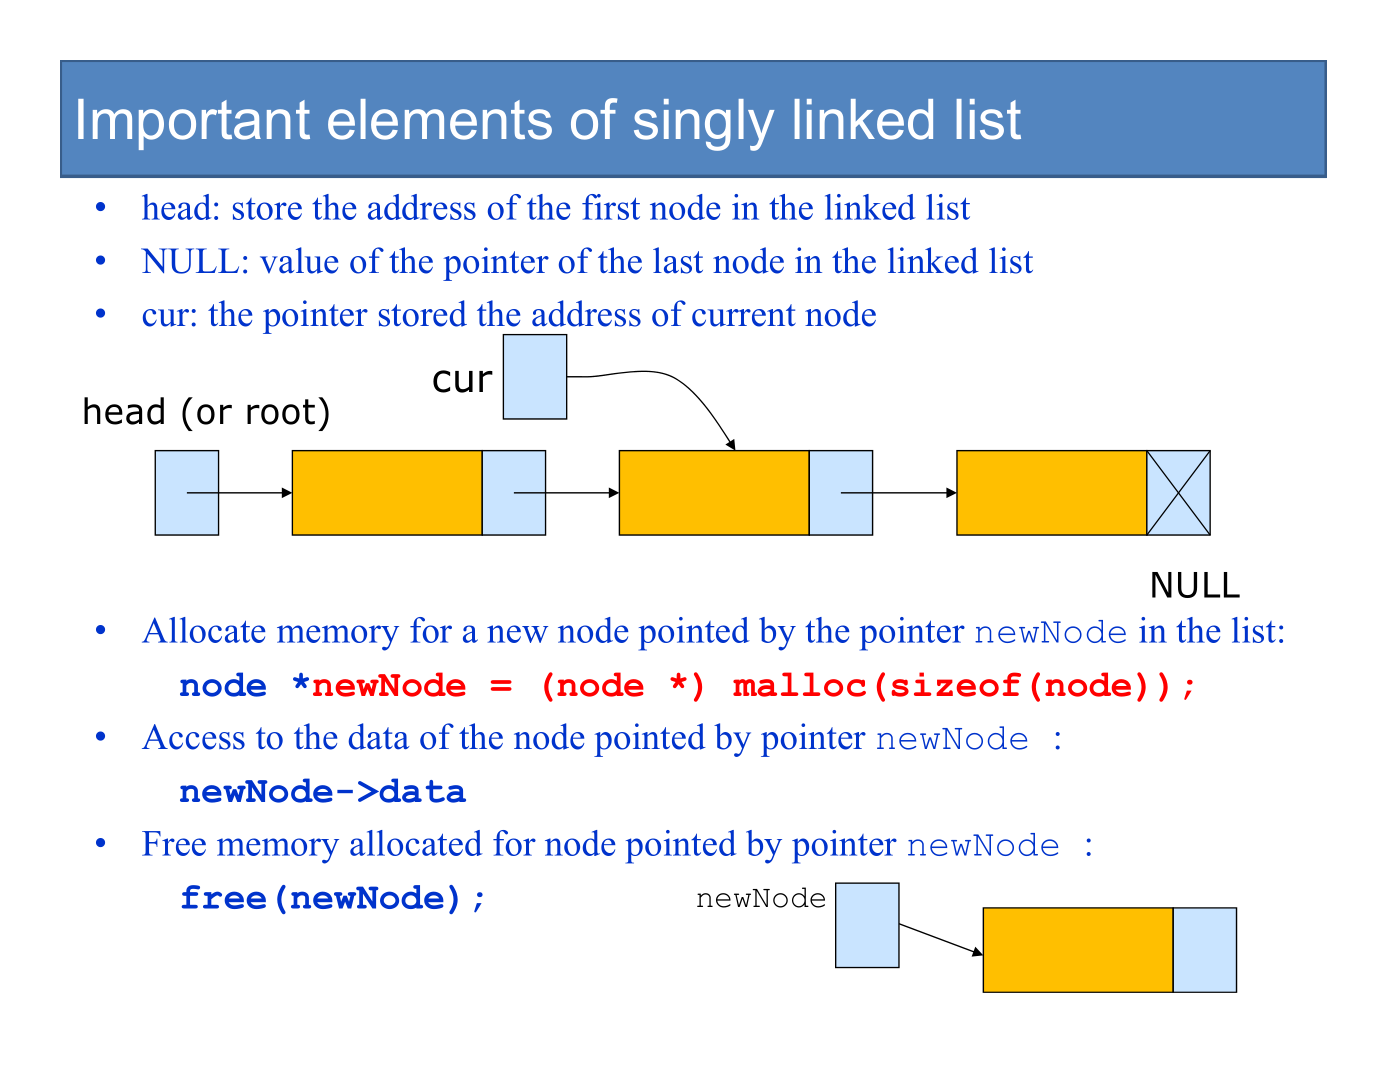 Important elements of singly linked list
• head: store the address of the first node in the linked list
• NULL: value of the pointer of the last node in the linked list
• cur: the pointer stored the address of current node
cur
head (or root)
NULL
• Allocate memory for a new node pointed by the pointer newNode in the list:
node *newNode = (node *) malloc(sizeof(node));
• Access to the data of the node pointed by pointer newNode :
newNode->data
• Free memory allocated for node pointed by pointer newNode :
free(newNode);
newNode